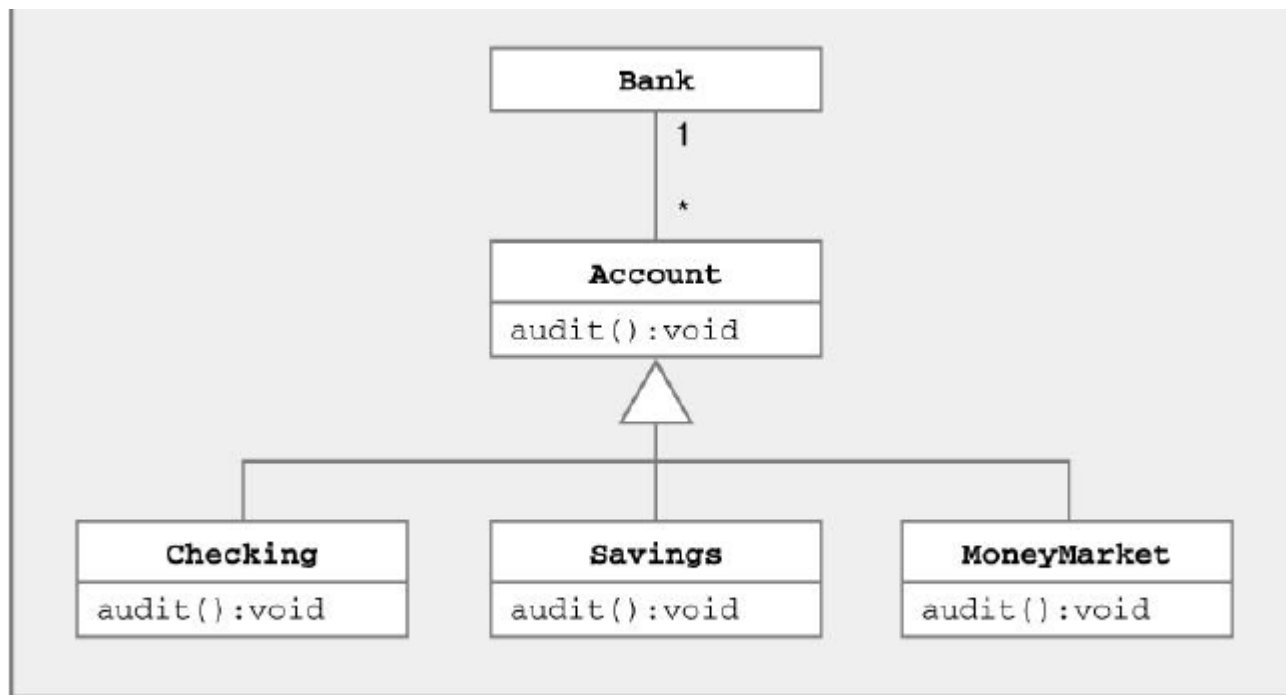 Bank
1
*
Account
audit():void
Checking
audit():void
Savings
audit():void
MoneyMarket
audit():void